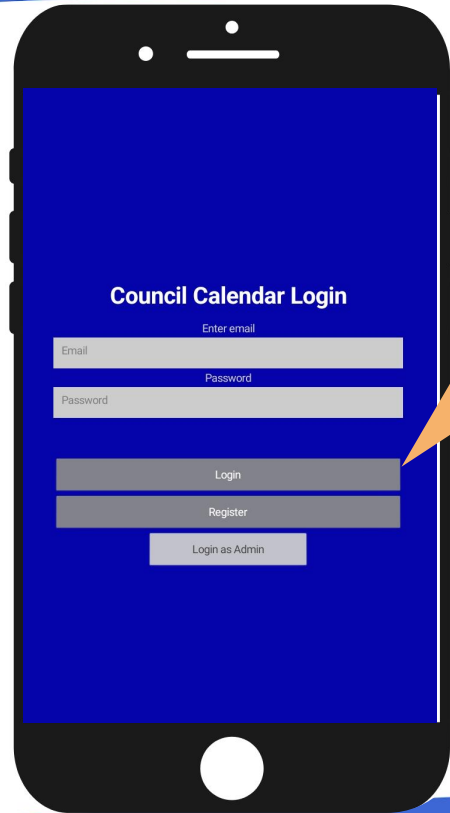 Council Calendar Login
Enter email
Email
Password
Password
Login
Register
Login as Admin